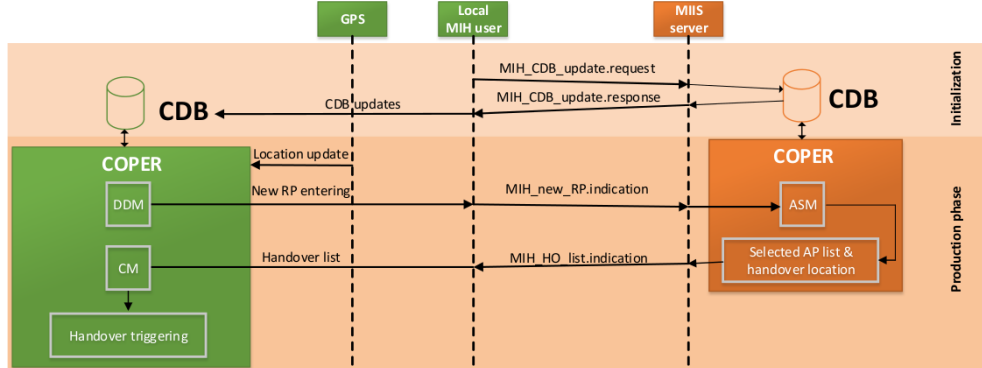 GPS
Local
MIH user
MIIS
server
MIH_CDB_update.request
CDB
CDB updates
MIH_CDB_update.response
CDB
Initialization
COPER
Location update
COPER
DDM
New RP entering
MIH_new_RP.indication
ASM
CM
Handover list
MIH_HO_list.indication
Selected AP list &
handover location
Handover triggering
Production phase